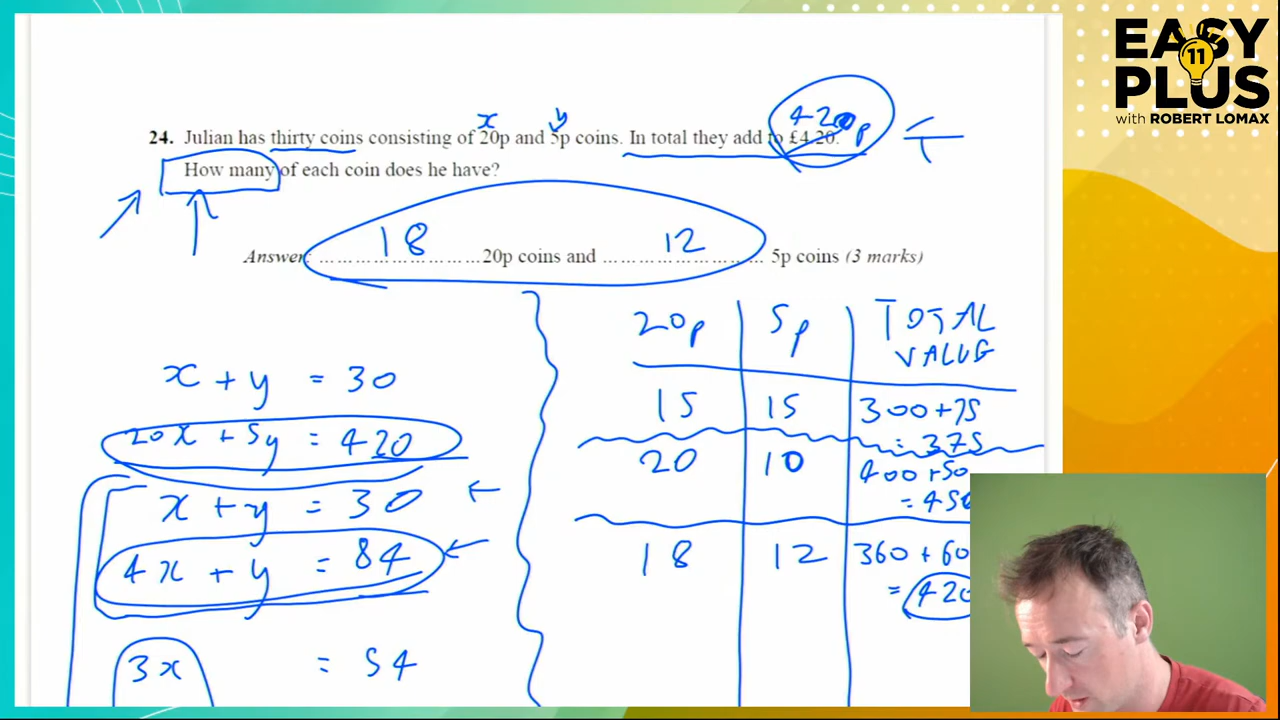 EASY
11
PLUS
with ROBERT LOMAX
x
y
420p
24. Julian has thirty coins consisting of 20p and 5p coins. In total they add to £4.20.
How many of each coin does he have?
18
12
Answer: ........................20p coins and ........................ 5p coins (3 marks)
x + y = 30
20x + 5y = 420
x + y = 30
4x + y = 84
3x = 54
20p 5p TOTAL VALUE
15 15 300+75
= 375
20 10 400+50
= 450
18 12 360 + 60
= 420